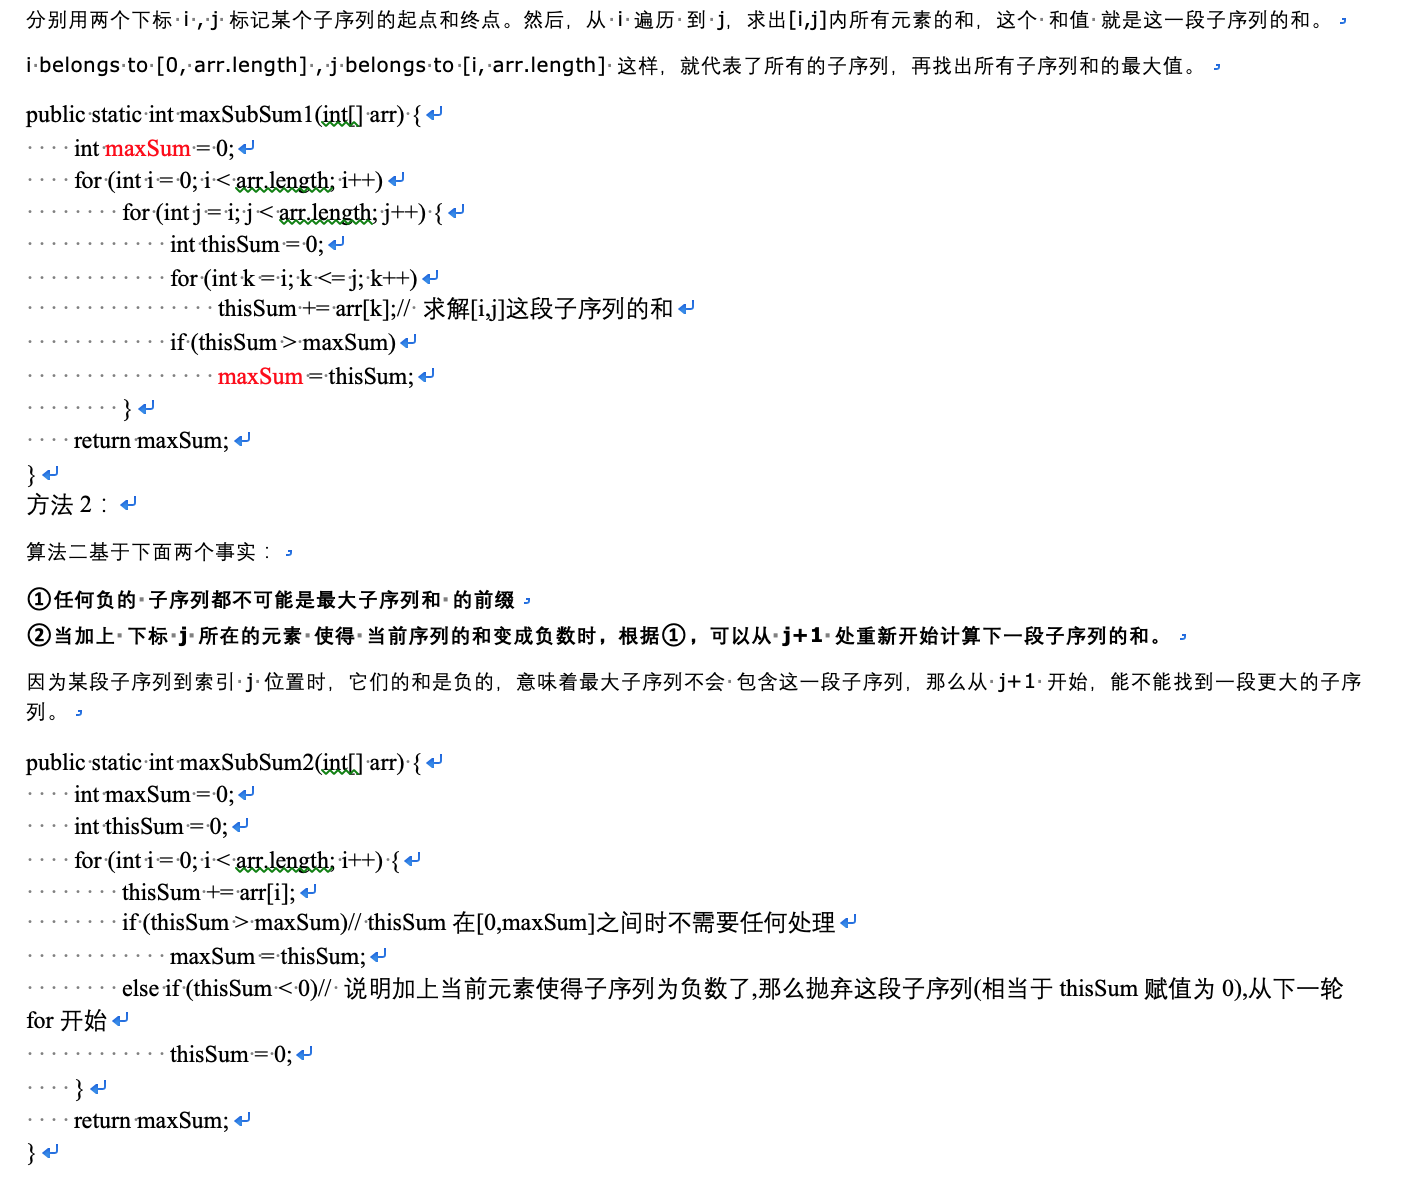 分别用两个下标 i , j 标记某个子序列的起点和终点。然后，从 i 遍历 到 j，求出[i,j]内所有元素的和，这个 和值 就是这一段子序列的和。
i belongs to [0, arr.length] , j belongs to [i, arr.length] 这样，就代表了所有的子序列，再找出所有子序列和的最大值。
public static int maxSubSum1(int[] arr) {
    int maxSum = 0;
    for (int i = 0; i < arr.length; i++)
        for (int j = i; j < arr.length; j++) {
            int thisSum = 0;
            for (int k = i; k <= j; k++)
                thisSum += arr[k];// 求解[i,j]这段子序列的和
            if (thisSum > maxSum)
                maxSum = thisSum;
        }
    return maxSum;
}
方法 2：
算法二基于下面两个事实：
①任何负的 子序列都不可能是最大子序列和 的前缀
②当加上 下标 j 所在的元素 使得 当前序列的和变成负数时，根据①，可以从 j+1 处重新开始计算下一段子序列的和。
因为某段子序列到索引 j 位置时，它们的和是负的，意味着最大子序列不会 包含这一段子序列，那么从 j+1 开始，能不能找到一段更大的子序
列。
public static int maxSubSum2(int[] arr) {
    int maxSum = 0;
    int thisSum = 0;
    for (int i = 0; i < arr.length; i++) {
        thisSum += arr[i];
        if (thisSum > maxSum)// thisSum 在[0,maxSum]之间时不需要任何处理
            maxSum = thisSum;
        else if (thisSum < 0)// 说明加上当前元素使得子序列为负数了,那么抛弃这段子序列(相当于 thisSum 赋值为 0),从下一轮
for 开始
            thisSum = 0;
    }
    return maxSum;
}